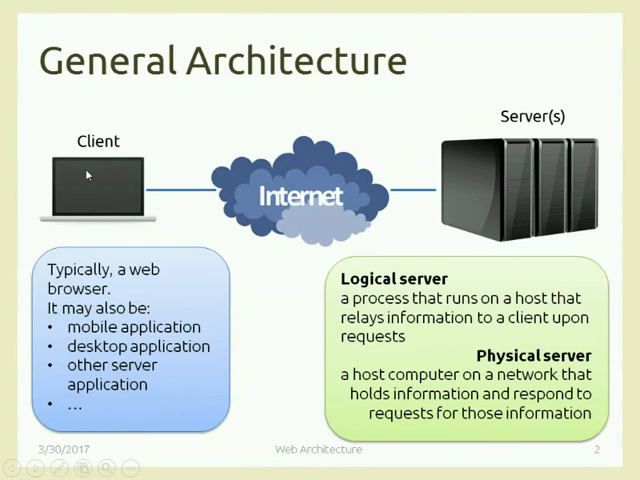 General Architecture
Client
Server(s)
Internet
Typically, a web
browser.
It may also be:
• mobile application
• desktop application
• other server
application
• …
Logical server
a process that runs on a host that
relays information to a client upon
requests
Physical server
a host computer on a network that
holds information and respond to
requests for those information
3/30/2017
Web Architecture
2